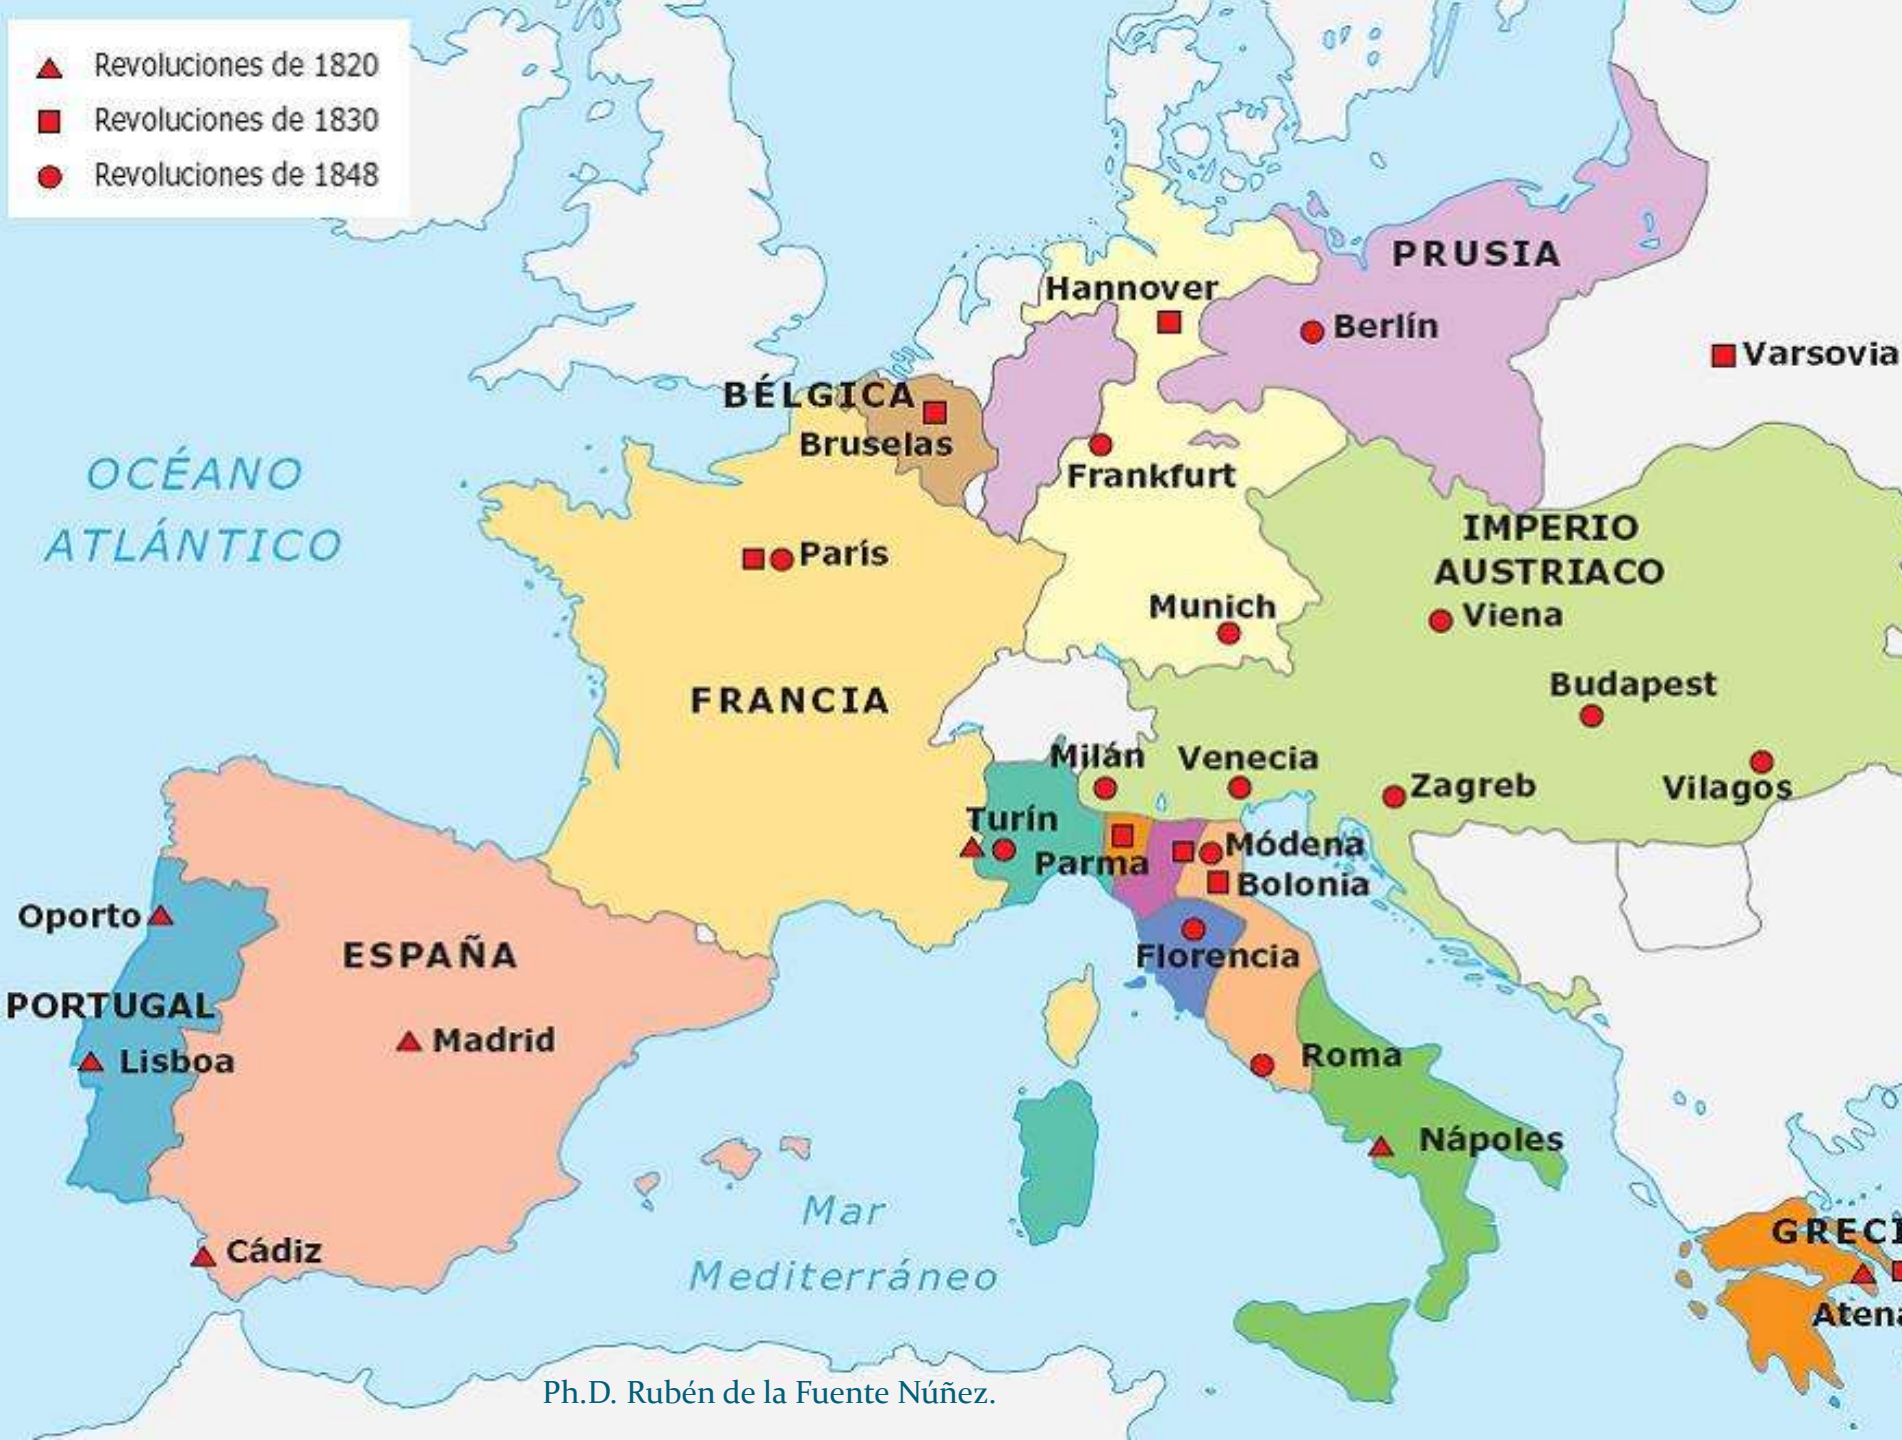 Revoluciones de 1820
Revoluciones de 1830
Revoluciones de 1848
PRUSIA
Hannover
Berlín
Varsovia
BÉLGICA
Bruselas
OCÉANO
ATLÁNTICO
Frankfurt
IMPERIO
AUSTRIACO
París
Munich
Viena
FRANCIA
Budapest
Milán
Venecia
Zagreb
Vilagos
Turín
Parma
Módena
Bolonia
Oporto
ESPAÑA
Florencia
PORTUGAL
Madrid
Lisboa
Roma
Nápoles
Mar
Mediterráneo
Cádiz
GRECI
Atena
Ph.D. Rubén de la Fuente Núñez.